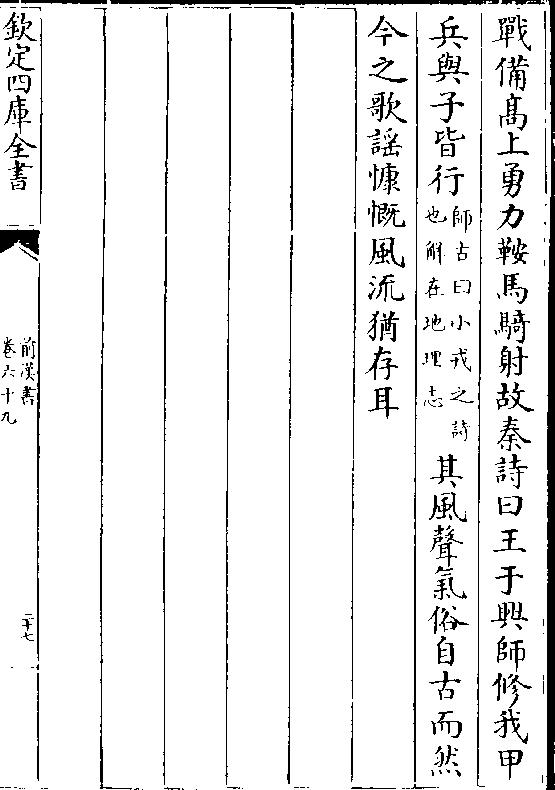 戰備髙上勇力鞍馬騎射故秦詩曰王于興師修我甲
兵與子皆行師古曰小戎之詩也解在地理志其風聲氣俗自古而然
今之歌謡慷慨風流猶存耳
欽定四庫全書
前漢書
卷六十九
二十七